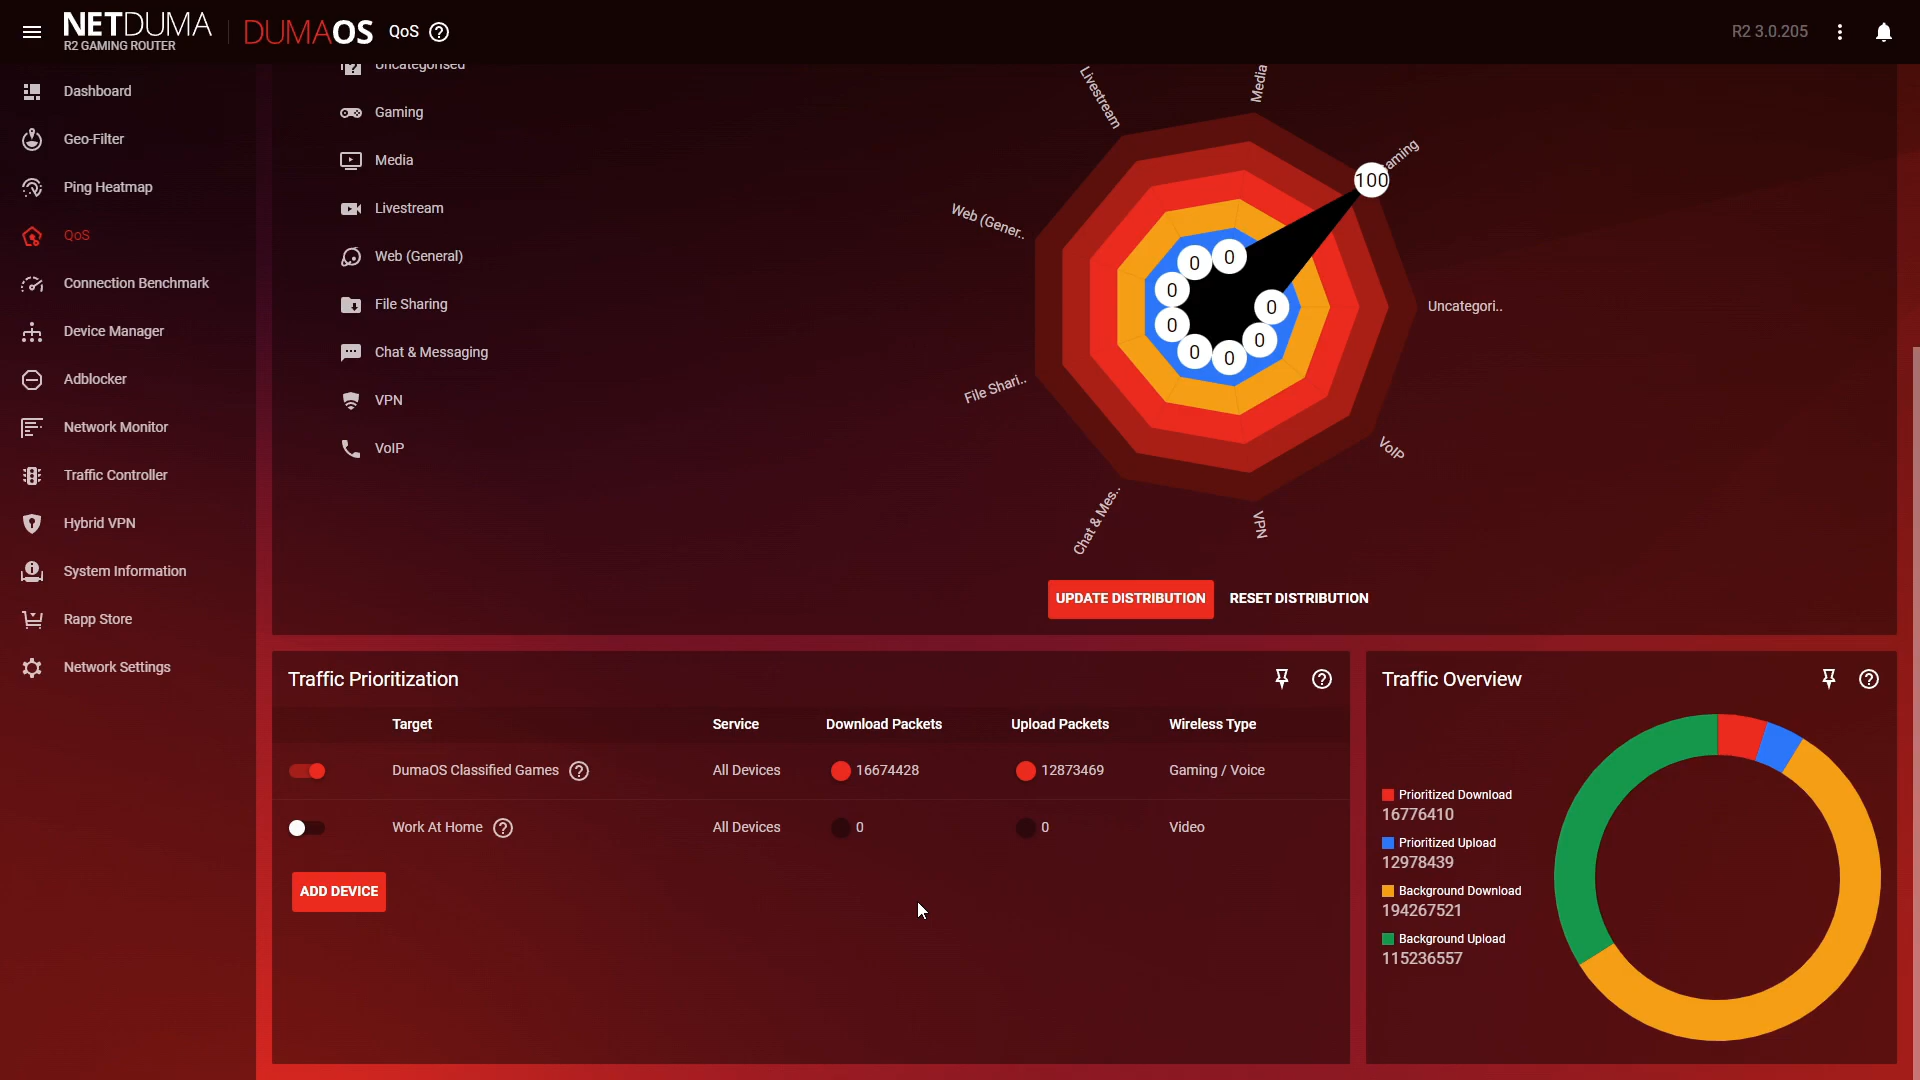 NETDUMA
R2 GAMING ROUTER
DUMAOS
QoS
R2 3.0.205
Dashboard
Geo-Filter
Ping Heatmap
QoS
Connection Benchmark
Device Manager
Adblocker
Network Monitor
Traffic Controller
Hybrid VPN
System Information
Rapp Store
Network Settings
Uncategorised
Gaming
Media
Livestream
Web (General)
File Sharing
Chat & Messaging
VPN
VoIP
Livestream
Media
aming
100
Web (Gener..
0
0
0
0
Uncategori..
0
0
0
0
File Shari..
VoIP
Chat & Mes..
VPN
UPDATE DISTRIBUTION
RESET DISTRIBUTION
Traffic Prioritization
Target Service Download Packets Upload Packets Wireless Type
DumaOS Classified Games All Devices 16674428 12873469 Gaming / Voice
Work At Home All Devices 0 0 Video
ADD DEVICE
Traffic Overview
Prioritized Download
16776410
Prioritized Upload
12978439
Background Download
194267521
Background Upload
115236557